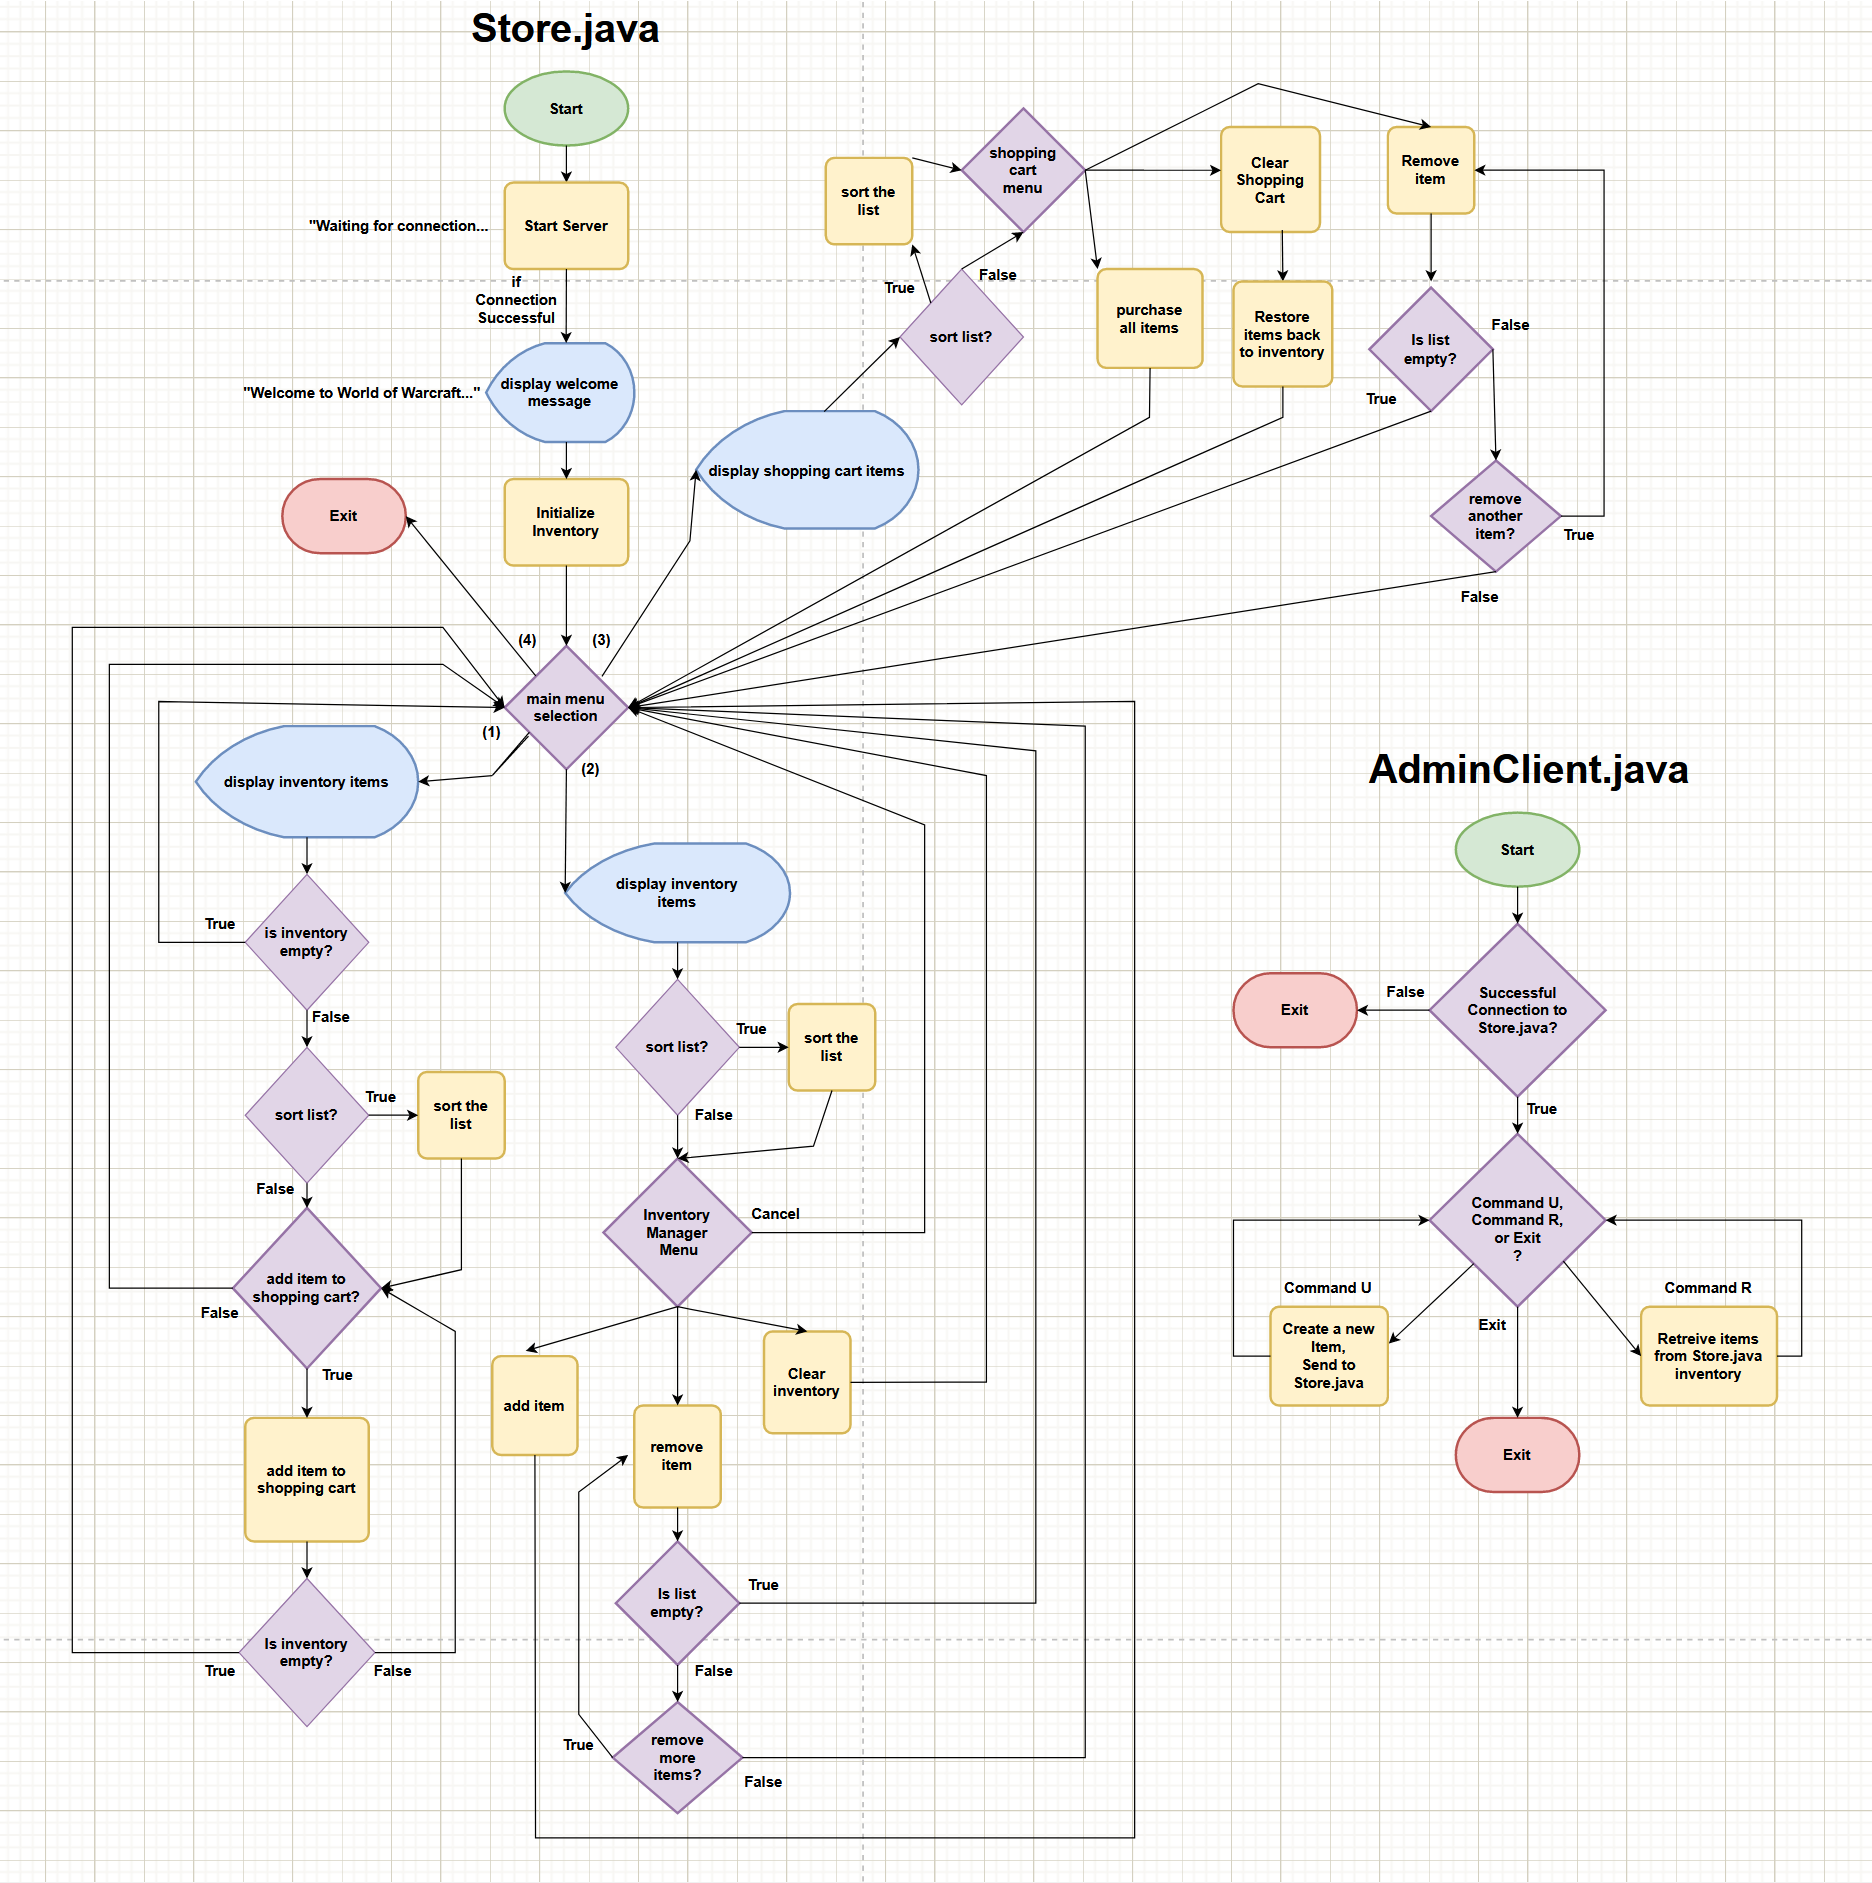 Store.java
Start
Start Server
"Waiting for connection...
if
Connection
Successful
display welcome
message
"Welcome to World of Warcraft..."
Initialize
Inventory
Exit
(4)
(3)
main menu
selection
(1)
(2)
display shopping cart items
sort list?
True
False
sort the
list
shopping
cart
menu
purchase
all items
Clear
Shopping
Cart
Restore
items back
to inventory
Remove
item
Is list
empty?
False
True
remove
another
item?
True
False
display inventory items
is inventory
empty?
True
False
sort list?
True
sort the
list
False
add item to
shopping cart?
False
True
add item to
shopping cart
Is inventory
empty?
True
False
display inventory
items
sort list?
True
sort the
list
False
Inventory
Manager
Menu
Cancel
add item
remove
item
Clear
inventory
Is list
empty?
True
False
remove
more
items?
True
False
AdminClient.java
Start
Successful
Connection to
Store.java?
False
Exit
True
Command U,
Command R,
or Exit
?
Command U
Create a new
Item,
Send to
Store.java
Exit
Command R
Retreive items
from Store.java
inventory
Exit